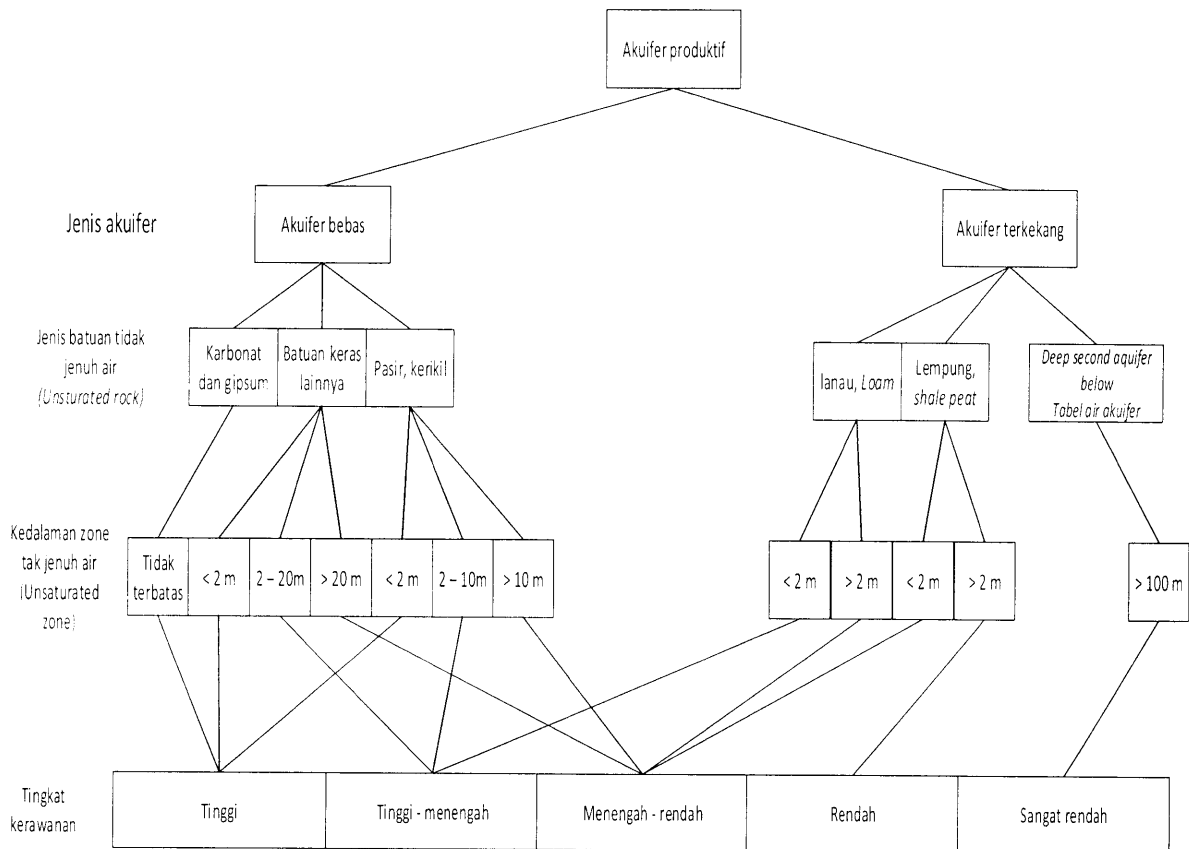 Akuifer produktif
Jenis akuifer
Akuifer bebas
Akuifer terkekang
Jenis batuan tidak
jenuh air
(Unsturated rock)
Karbonat
dan gipsum
Batuan keras
lainnya
Pasir, kerikil
lanau, Loam
Lempung,
shale peat
Deep second aquifer
below
Tabel air akuifer
Kedalaman zone
tak jenuh air
(Unsaturated
zone)
Tidak
terbatas
< 2 m
2 – 20m
> 20 m
< 2 m
2 – 10m
> 10 m
< 2 m
> 2 m
< 2 m
> 2 m
> 100 m
Tingkat
kerawanan
Tinggi
Tinggi - menengah
Menengah - rendah
Rendah
Sangat rendah